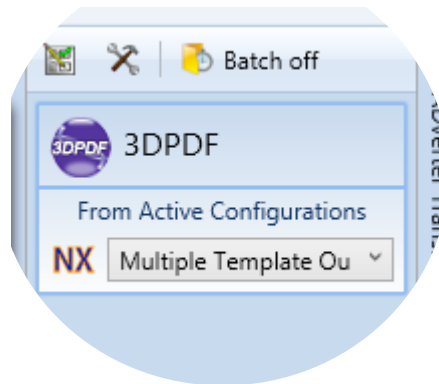 Batch off
3DPDF 3DPDF
From Active Configurations
NX Multiple Template Ou